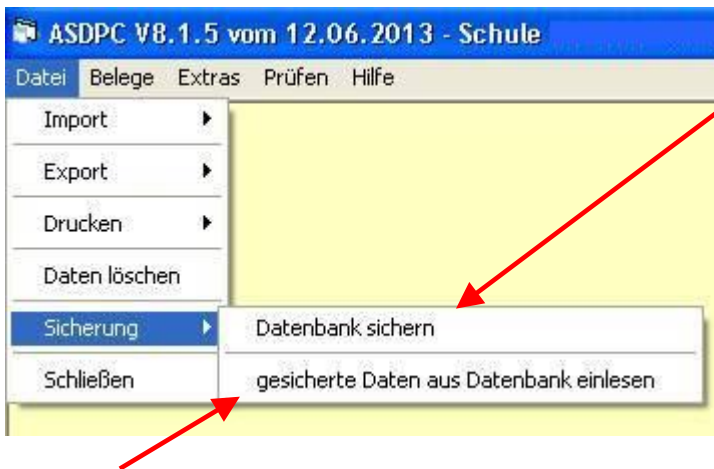 ASDPC V8.1.5 vom 12.06.2013 - Schule
Datei Belege Extras Prüfen Hilfe
Import
Export
Drucken
Daten löschen
Sicherung
Datenbank sichern
Schließen
gesicherte Daten aus Datenbank einlesen